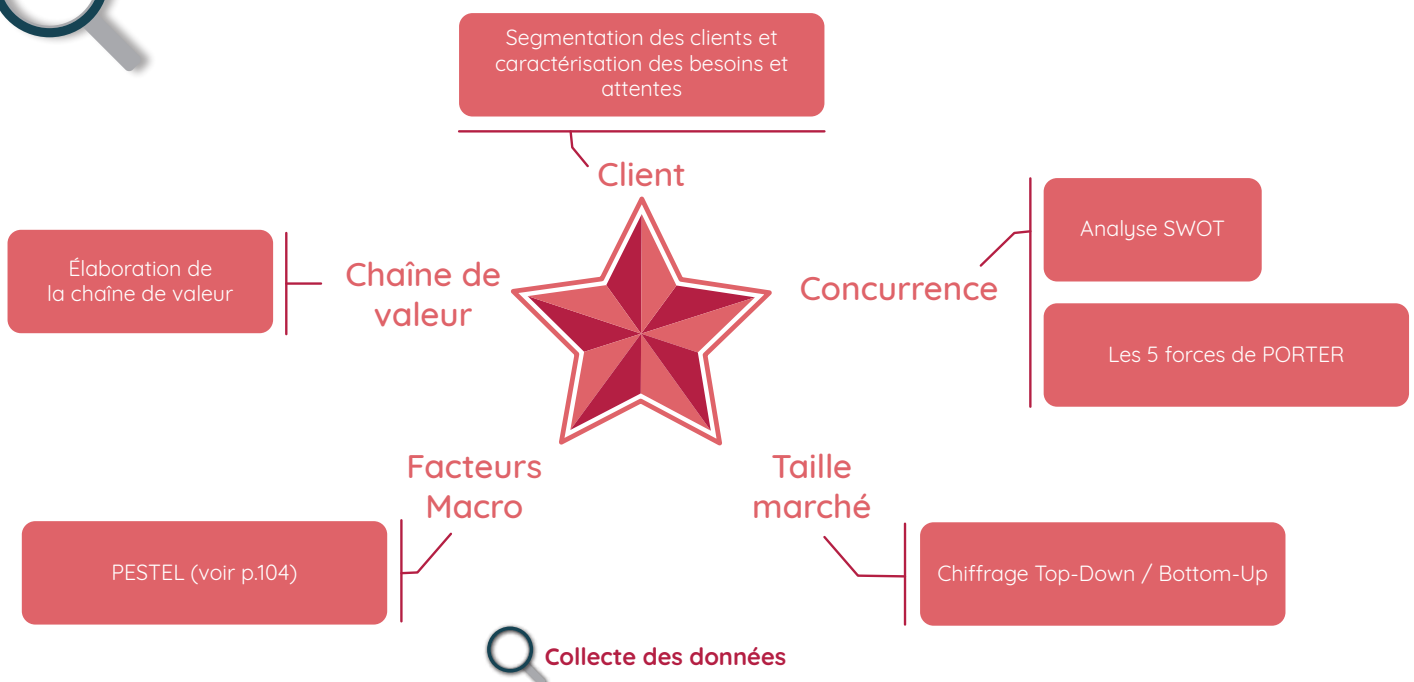 Segmentation des clients et
caractérisation des besoins et
attentes
Client
Analyse SWOT
Élaboration de
la chaîne de valeur
Chaîne de
valeur
Concurrence
Les 5 forces de PORTER
Facteurs
Macro
Taille
marché
PESTEL (voir p.104)
Chiffrage Top-Down / Bottom-Up
Collecte des données